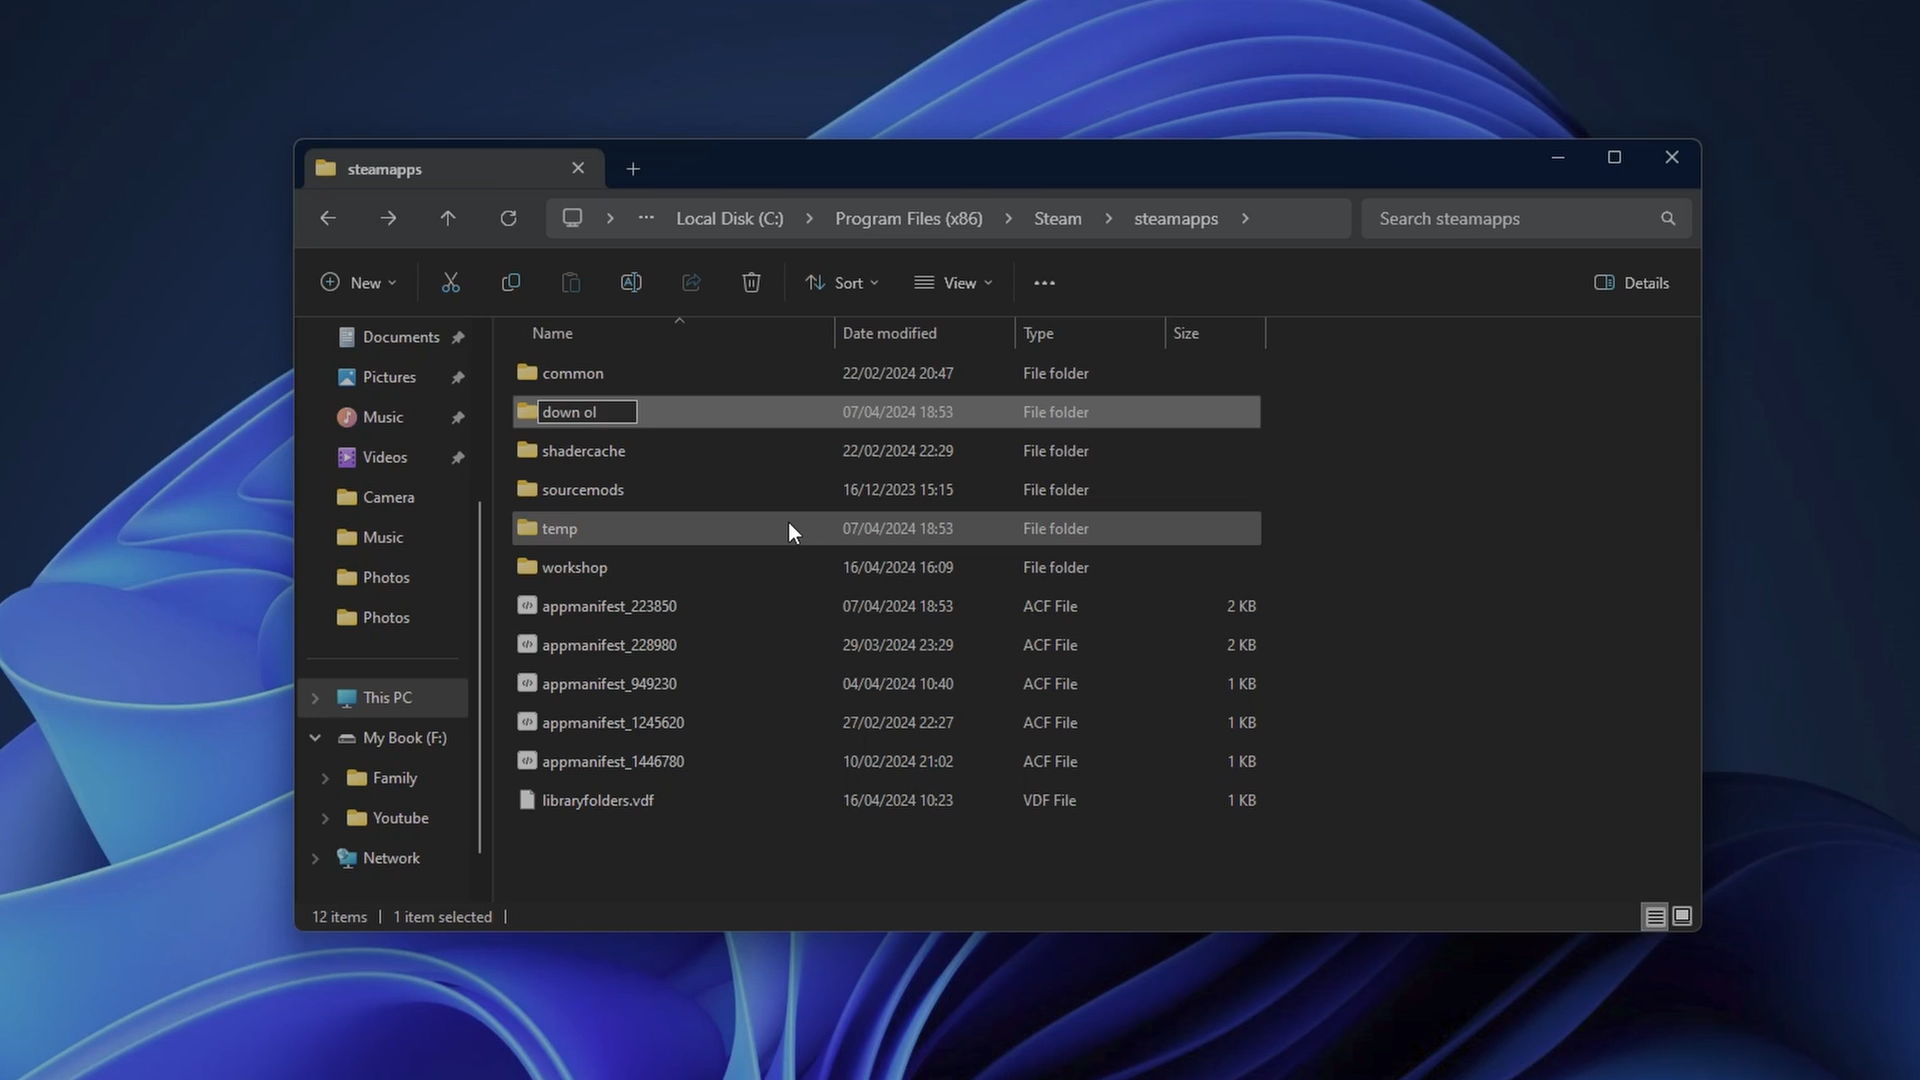 steamapps
Local Disk (C:) Program Files (x86) Steam steamapps
Search steamapps
New Sort View Details
Documents
Pictures
Music
Videos
Camera
Music
Photos
Photos
This PC
My Book (F:)
Family
Youtube
Network
Name Date modified Type Size
common 22/02/2024 20:47 File folder
down ol 07/04/2024 18:53 File folder
shadercache 22/02/2024 22:29 File folder
sourcemods 16/12/2023 15:15 File folder
temp 07/04/2024 18:53 File folder
workshop 16/04/2024 16:09 File folder
appmanifest_223850 07/04/2024 18:53 ACF File 2 KB
appmanifest_228980 29/03/2024 23:29 ACF File 2 KB
appmanifest_949230 04/04/2024 10:40 ACF File 1 KB
appmanifest_1245620 27/02/2024 22:27 ACF File 1 KB
appmanifest_1446780 10/02/2024 21:02 ACF File 1 KB
libraryfolders.vdf 16/04/2024 10:23 VDF File 1 KB
12 items 1 item selected